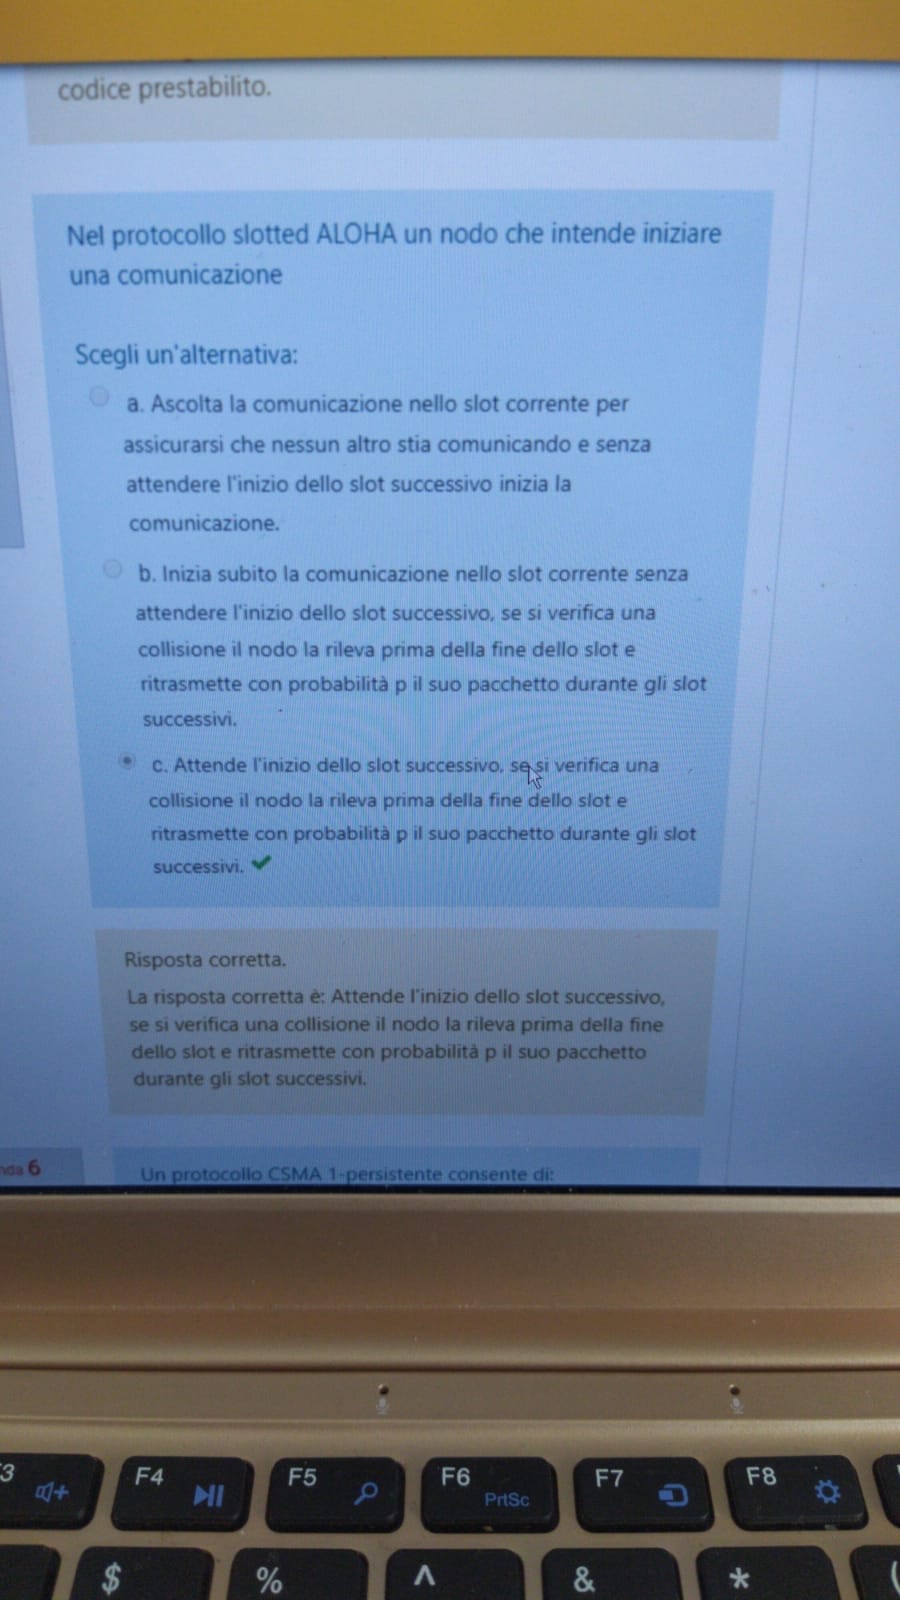 codice prestabilito.
Nel protocollo slotted ALOHA un nodo che intende iniziare
una comunicazione
Scegli un'alternativa:
a. Ascolta la comunicazione nello slot corrente per
assicurarsi che nessun altro stia comunicando e senza
attendere l'inizio dello slot successivo inizia la
comunicazione.
b. Inizia subito la comunicazione nello slot corrente senza
attendere l'inizio dello slot successivo, se si verifica una
collisione il nodo la rileva prima della fine dello slot e
ritrasmette con probabilità p il suo pacchetto durante gli slot
successivi.
c. Attende l'inizio dello slot successivo, se si verifica una
collisione il nodo la rileva prima della fine dello slot e
ritrasmette con probabilità p il suo pacchetto durante gli slot
successivi.
Risposta corretta.
La risposta corretta è: Attende l'inizio dello slot successivo,
se si verifica una collisione il nodo la rileva prima della fine
dello slot e ritrasmette con probabilità p il suo pacchetto
durante gli slot successivi.
nda 6
Un protocollo CSMA 1-persistente consente di:
3 F4 F5 F6 PrtSc F7 F8
$ % ^ & * (